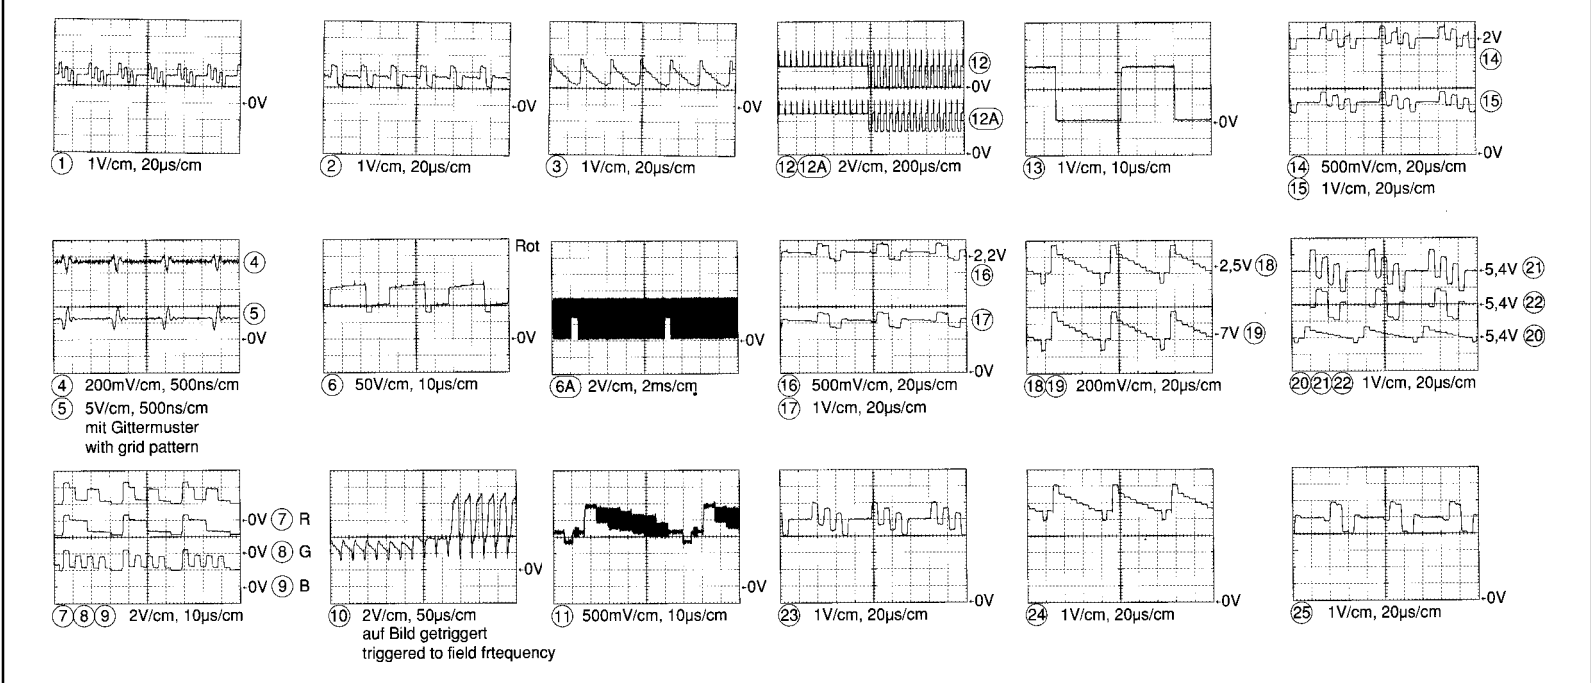 0V
① 1V/cm, 20µs/cm
0V
② 1V/cm, 20µs/cm
0V
③ 1V/cm, 20µs/cm
⑫
0V
12A
0V
⑫ 12A 2V/cm, 200µs/cm
0V
⑬ 1V/cm, 10µs/cm
2V
⑭
⑮
0V
⑭ 500mV/cm, 20µs/cm
⑮ 1V/cm, 20µs/cm
④
⑤
0V
④ 200mV/cm, 500ns/cm
⑤ 5V/cm, 500ns/cm
mit Gittermuster
with grid pattern
Rot
0V
⑥ 50V/cm, 10µs/cm
0V
6A 2V/cm, 2ms/cm
2,2V
⑯
⑰
0V
⑯ 500mV/cm, 20µs/cm
⑰ 1V/cm, 20µs/cm
2,5V ⑱
7V ⑲
⑱⑲ 200mV/cm, 20µs/cm
5,4V ㉑
5,4V ㉒
5,4V ⑳
⑳㉑㉒ 1V/cm, 20µs/cm
0V ⑦ R
0V ⑧ G
0V ⑨ B
⑦⑧⑨ 2V/cm, 10µs/cm
0V
⑩ 2V/cm, 50µs/cm
auf Bild getriggert
triggered to field frtequency
0V
⑪ 500mV/cm, 10µs/cm
0V
㉓ 1V/cm, 20µs/cm
0V
㉔ 1V/cm, 20µs/cm
0V
㉕ 1V/cm, 20µs/cm